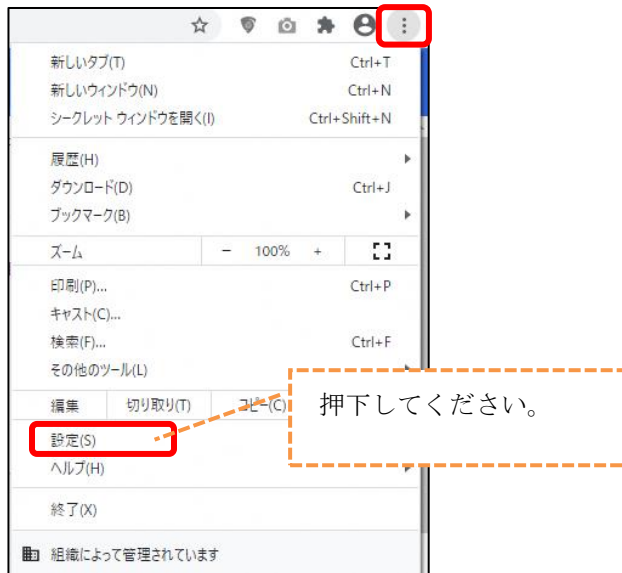 新しいタブ(T) Ctrl+T
新しいウィンドウ(N) Ctrl+N
シークレット ウィンドウを開く(I) Ctrl+Shift+N
履歴(H)
ダウンロード(D) Ctrl+J
ブックマーク(B)
ズーム - 100% +
印刷(P)... Ctrl+P
キャスト(C)...
検索(F)... Ctrl+F
その他のツール(L)
編集 切り取り(T) コピー(C)
押下してください。
設定(S)
ヘルプ(H)
終了(X)
組織によって管理されています